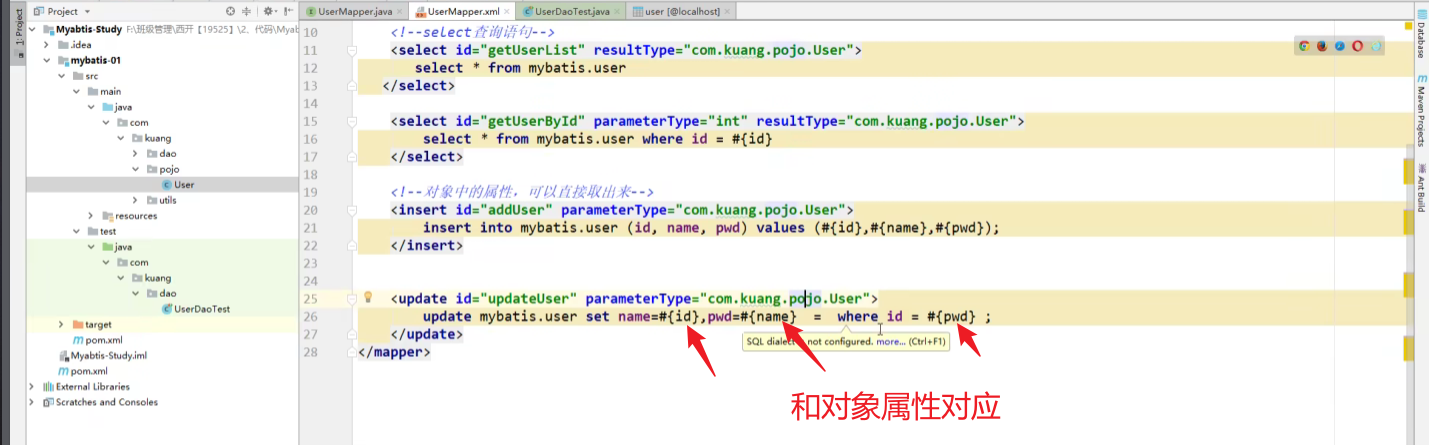 Project
UserMapper.java
UserMapper.xml
UserDaoTest.java
user [@localhost]
1: Project
Myabtis-Study F:\班级管理\西开【19525】\2、代码\Myab
.idea
mybatis-01
src
main
java
com
kuang
dao
pojo
User
utils
resources
test
java
com
kuang
dao
UserDaoTest
target
pom.xml
Myabtis-Study.iml
pom.xml
External Libraries
Scratches and Consoles
10 <!--select查询语句-->
11 <select id="getUserList" resultType="com.kuang.pojo.User">
12 select * from mybatis.user
13 </select>
14
15 <select id="getUserById" parameterType="int" resultType="com.kuang.pojo.User">
16 select * from mybatis.user where id = #{id}
17 </select>
18
19 <!--对象中的属性，可以直接取出来-->
20 <insert id="addUser" parameterType="com.kuang.pojo.User">
21 insert into mybatis.user (id, name, pwd) values (#{id},#{name},#{pwd});
22 </insert>
23
24
25 <update id="updateUser" parameterType="com.kuang.pojo.User">
26 update mybatis.user set name=#{id},pwd=#{name} = where id = #{pwd} ;
27 </update>
SQL dialect is not configured. more... (Ctrl+F1)
28 </mapper>
和对象属性对应
Database
Maven Projects
Ant Build